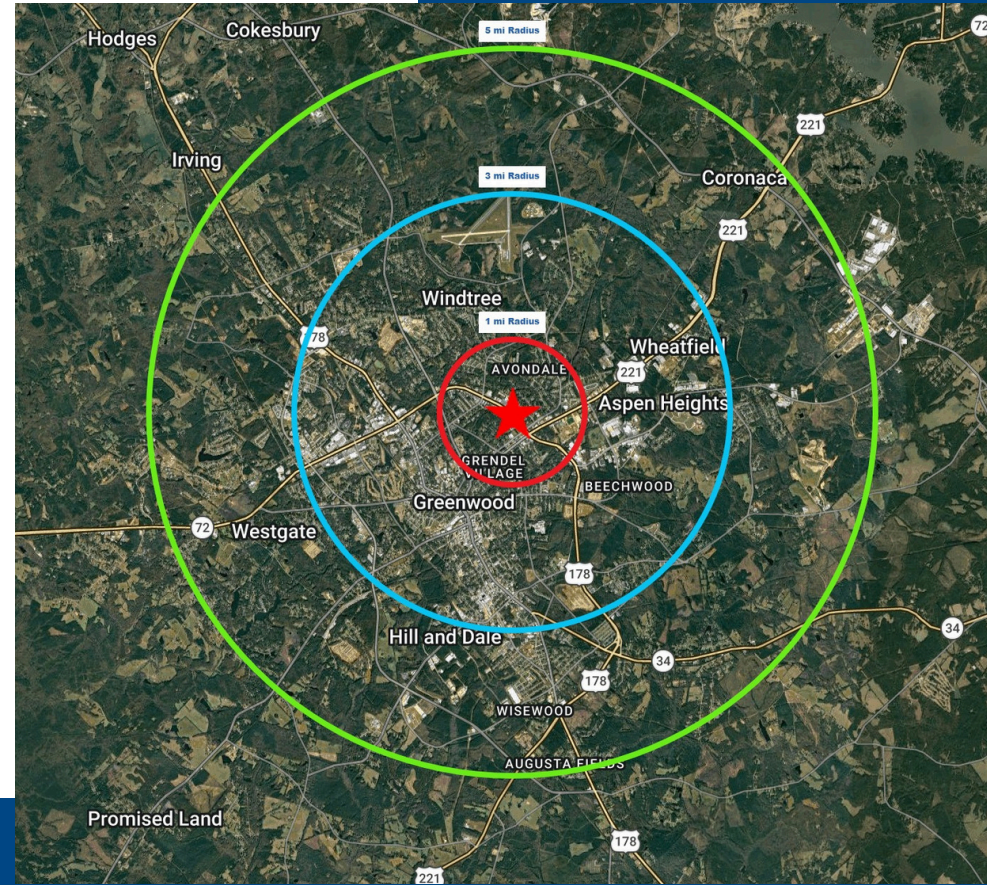 5 mi Radius
72
Hodges
Cokesbury
221
Irving
3 mi Radius
Coronaca
221
Windtree
1 mi Radius
78
Wheatfield
AVONDALE
221
Aspen Heights
GRENDEL
VILLAGE
BEECHWOOD
Greenwood
72
Westgate
178
Hill and Dale
34
34
178
WISEWOOD
AUGUSTA FIELDS
Promised Land
178
221